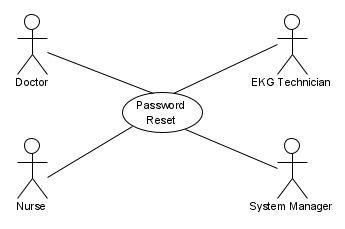 Doctor
EKG Technician
Password
Reset
Nurse
System Manager